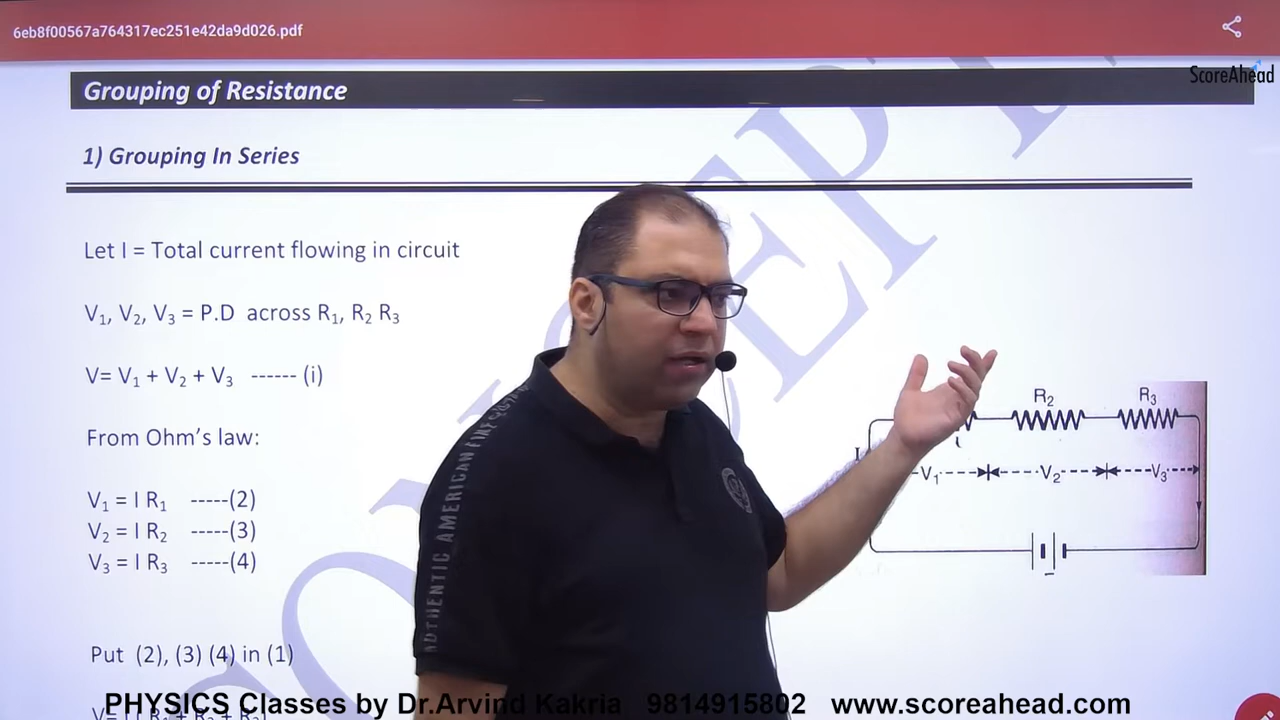 6eb8f00567a764317ec251e42da9d026.pdf
ScoreAhead
Grouping of Resistance
1) Grouping In Series
Let I = Total current flowing in circuit
V₁, V₂, V₃ = P.D across R₁, R₂ R₃
V= V₁ + V₂ + V₃ ------ (i)
From Ohm's law:
V₁ = I R₁ -----(2)
V₂ = I R₂ -----(3)
V₃ = I R₃ -----(4)
R₂ R₃
I
V₁ V₂ V₃
Put (2), (3) (4) in (1)
PHYSICS Classes by Dr.Arvind Kakria 9814915802 www.scoreahead.com